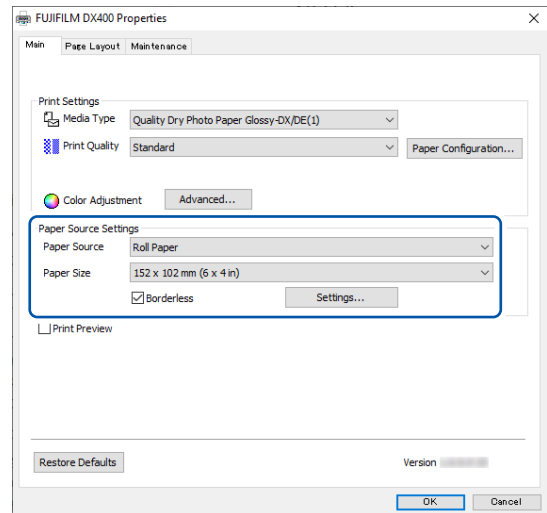 FUJIFILM DX400 Properties
Main Page Layout Maintenance
Print Settings
Media Type Quality Dry Photo Paper Glossy-DX/DE(1)
Print Quality Standard Paper Configuration...
Color Adjustment Advanced...
Paper Source Settings
Paper Source Roll Paper
Paper Size 152 x 102 mm (6 x 4 in)
Borderless Settings...
Print Preview
Restore Defaults Version
OK Cancel